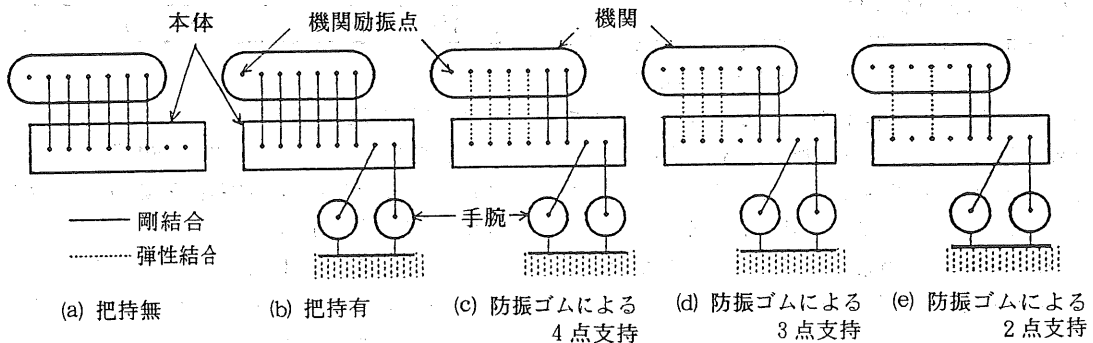 本体
機関励振点
機関
剛結合
弾性結合
手腕
(a) 把持無
(b) 把持有
(c) 防振ゴムによる
4点支持
(d) 防振ゴムによる
3点支持
(e) 防振ゴムによる
2点支持